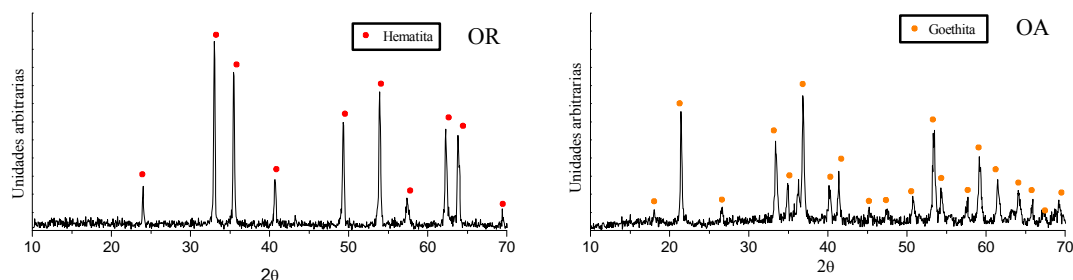 Hematita
OR
Unidades arbitrarias
10 20 30 40 50 60 70
2θ
Goethita
OA
Unidades arbitrarias
10 20 30 40 50 60 70
2θ